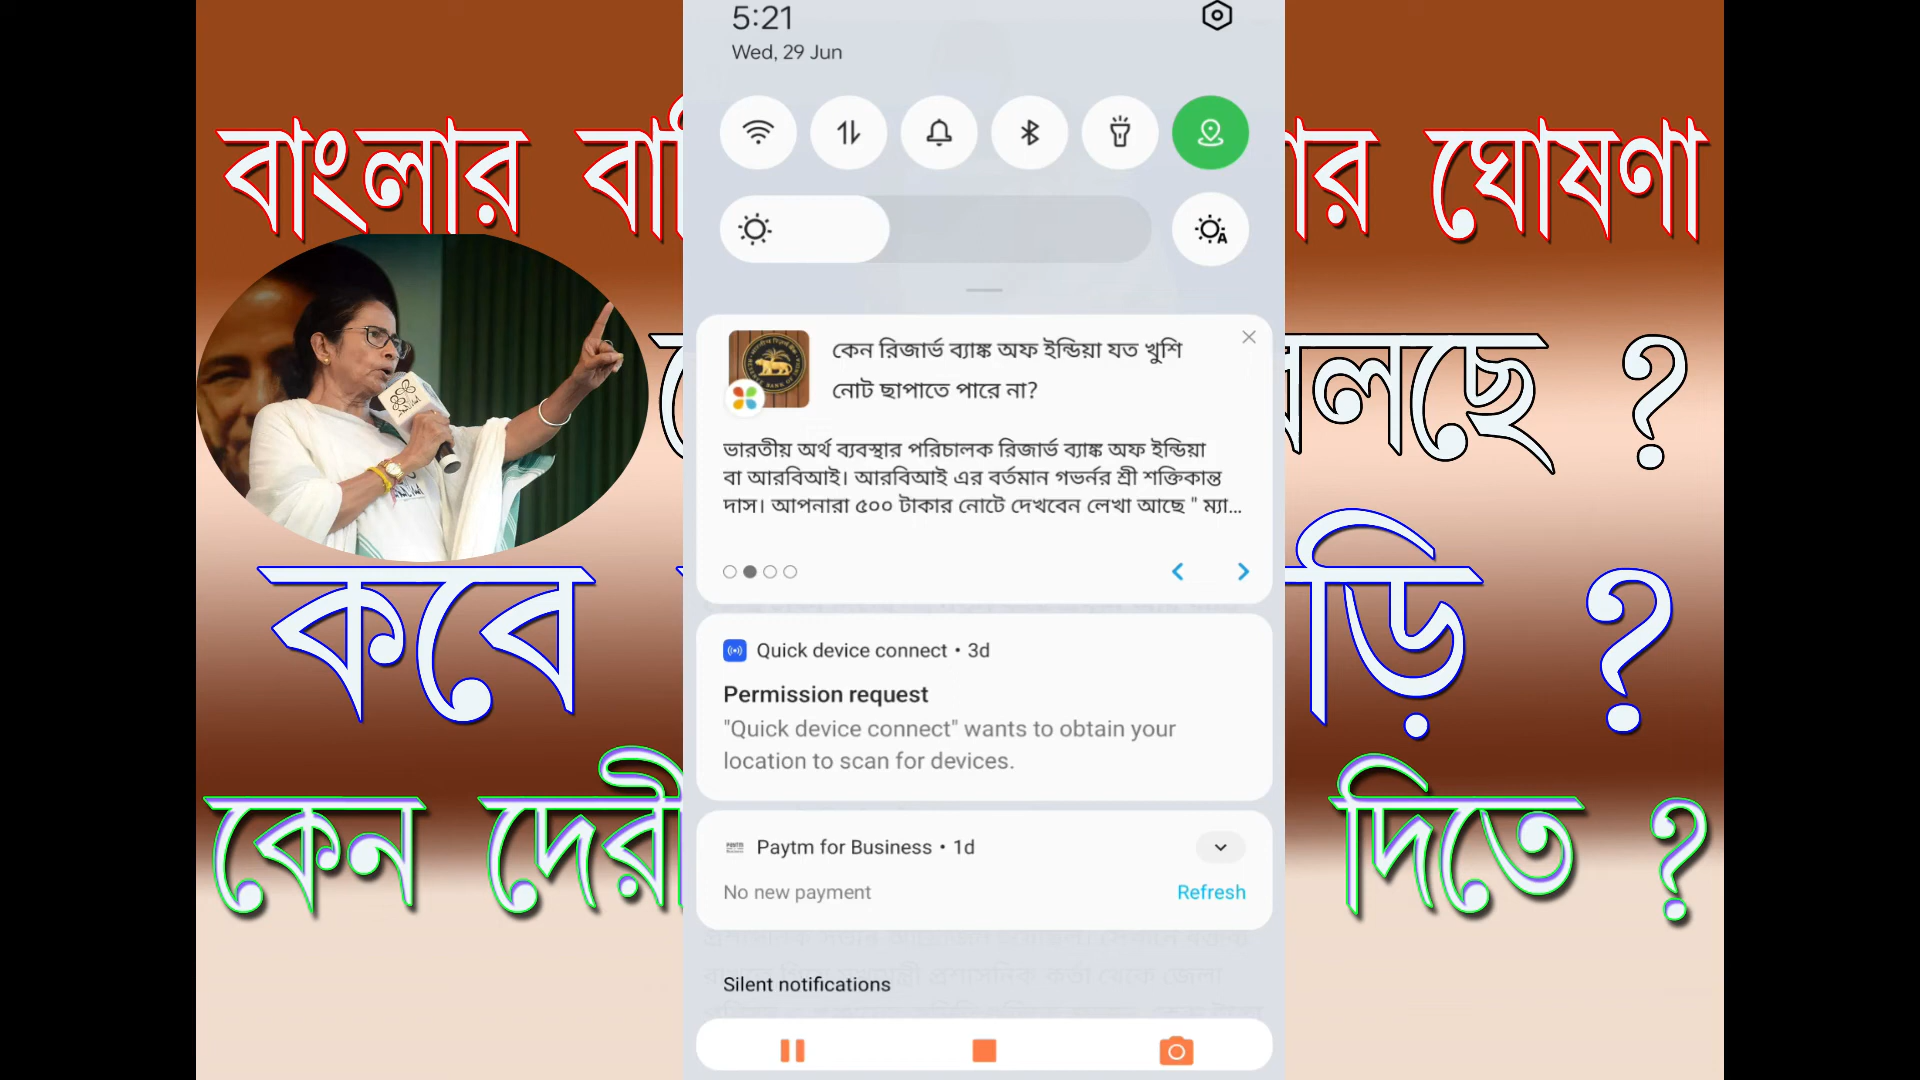 5:21
Wed, 29 Jun
বাংলার
ঘোষণা
কেন রিজার্ভ ব্যাঙ্ক অফ ইন্ডিয়া যত খুশি
নোট ছাপাতে পারে না?
?
ভারতীয় অর্থ ব্যবস্থার পরিচালক রিজার্ভ ব্যাঙ্ক অফ ইন্ডিয়া
বা আরবিআই। আরবিআই এর বর্তমান গভর্নর শ্রী শক্তিকান্ত
দাস। আপনারা ৫০০ টাকার নোটে দেখবেন লেখা আছে " ম্যা...
কবে
?
Quick device connect • 3d
Permission request
"Quick device connect" wants to obtain your
location to scan for devices.
কেন দেরী
দিতে ?
Paytm for Business • 1d
No new payment
Refresh
Silent notifications